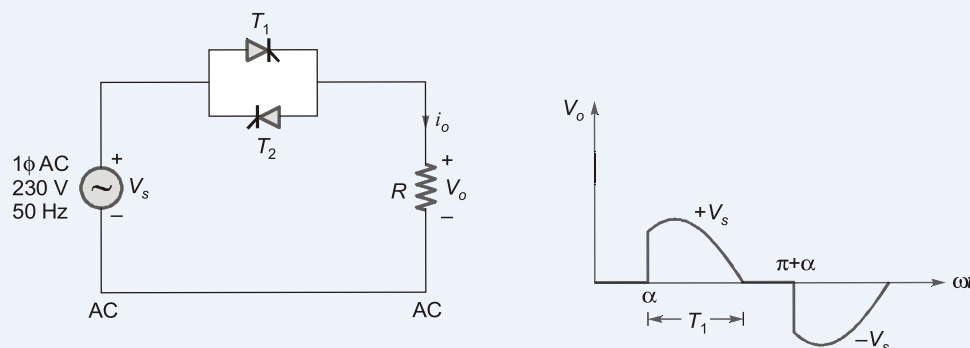 T1
T2
io
1ϕ AC
230 V
50 Hz
+
Vs
–
R
+
Vo
–
AC
AC
Vo
+Vs
π+α
α
ωt
T1
–Vs